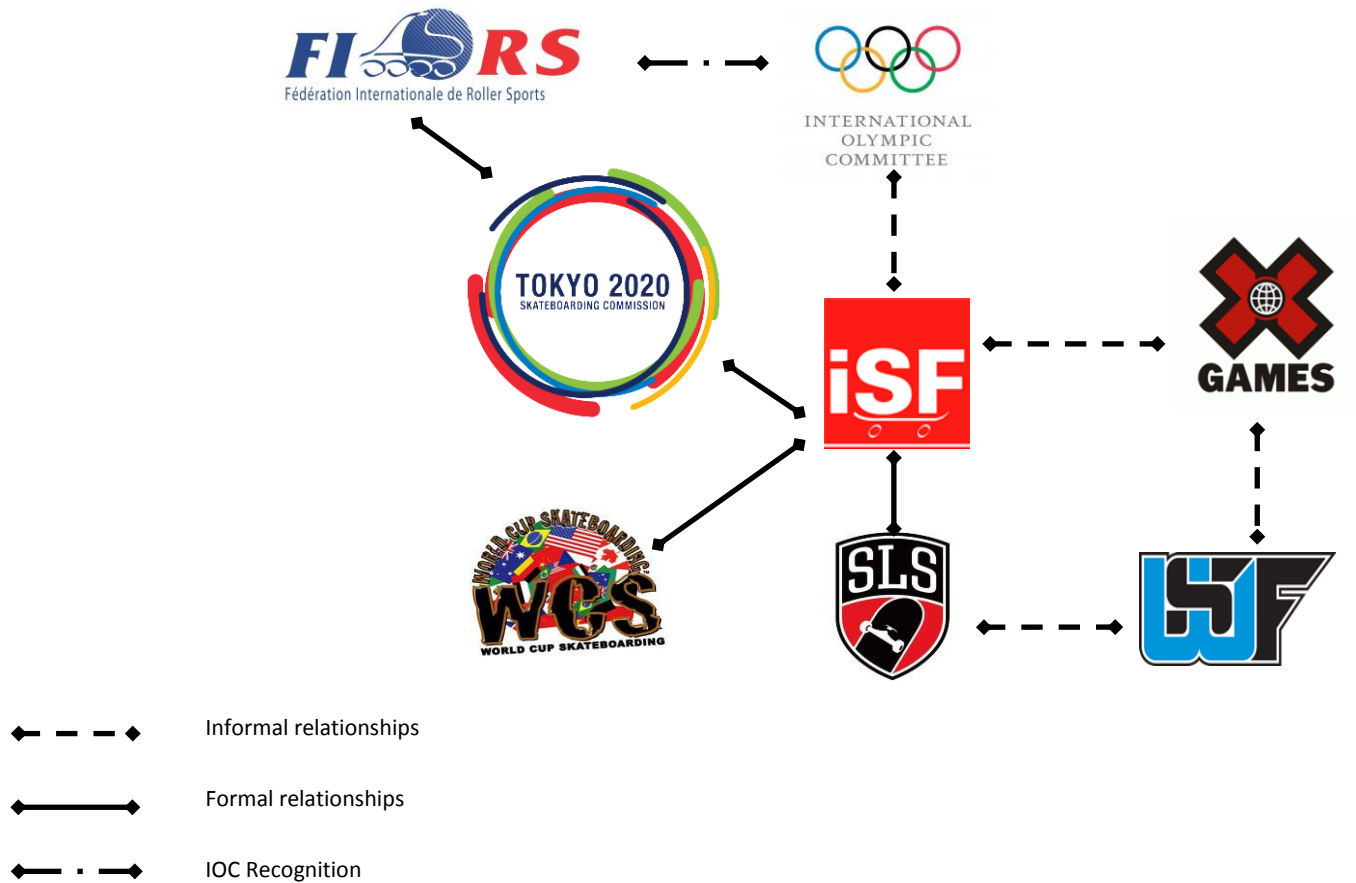 FIRS
Fédération Internationale de Roller Sports
INTERNATIONAL
OLYMPIC
COMMITTEE
TOKYO 2020
SKATEBOARDING COMMISSION
X
GAMES
iSF
WORLD CUP SKATEBOARDING
WCS
WORLD CUP SKATEBOARDING
SLS
WSF
Informal relationships
Formal relationships
IOC Recognition